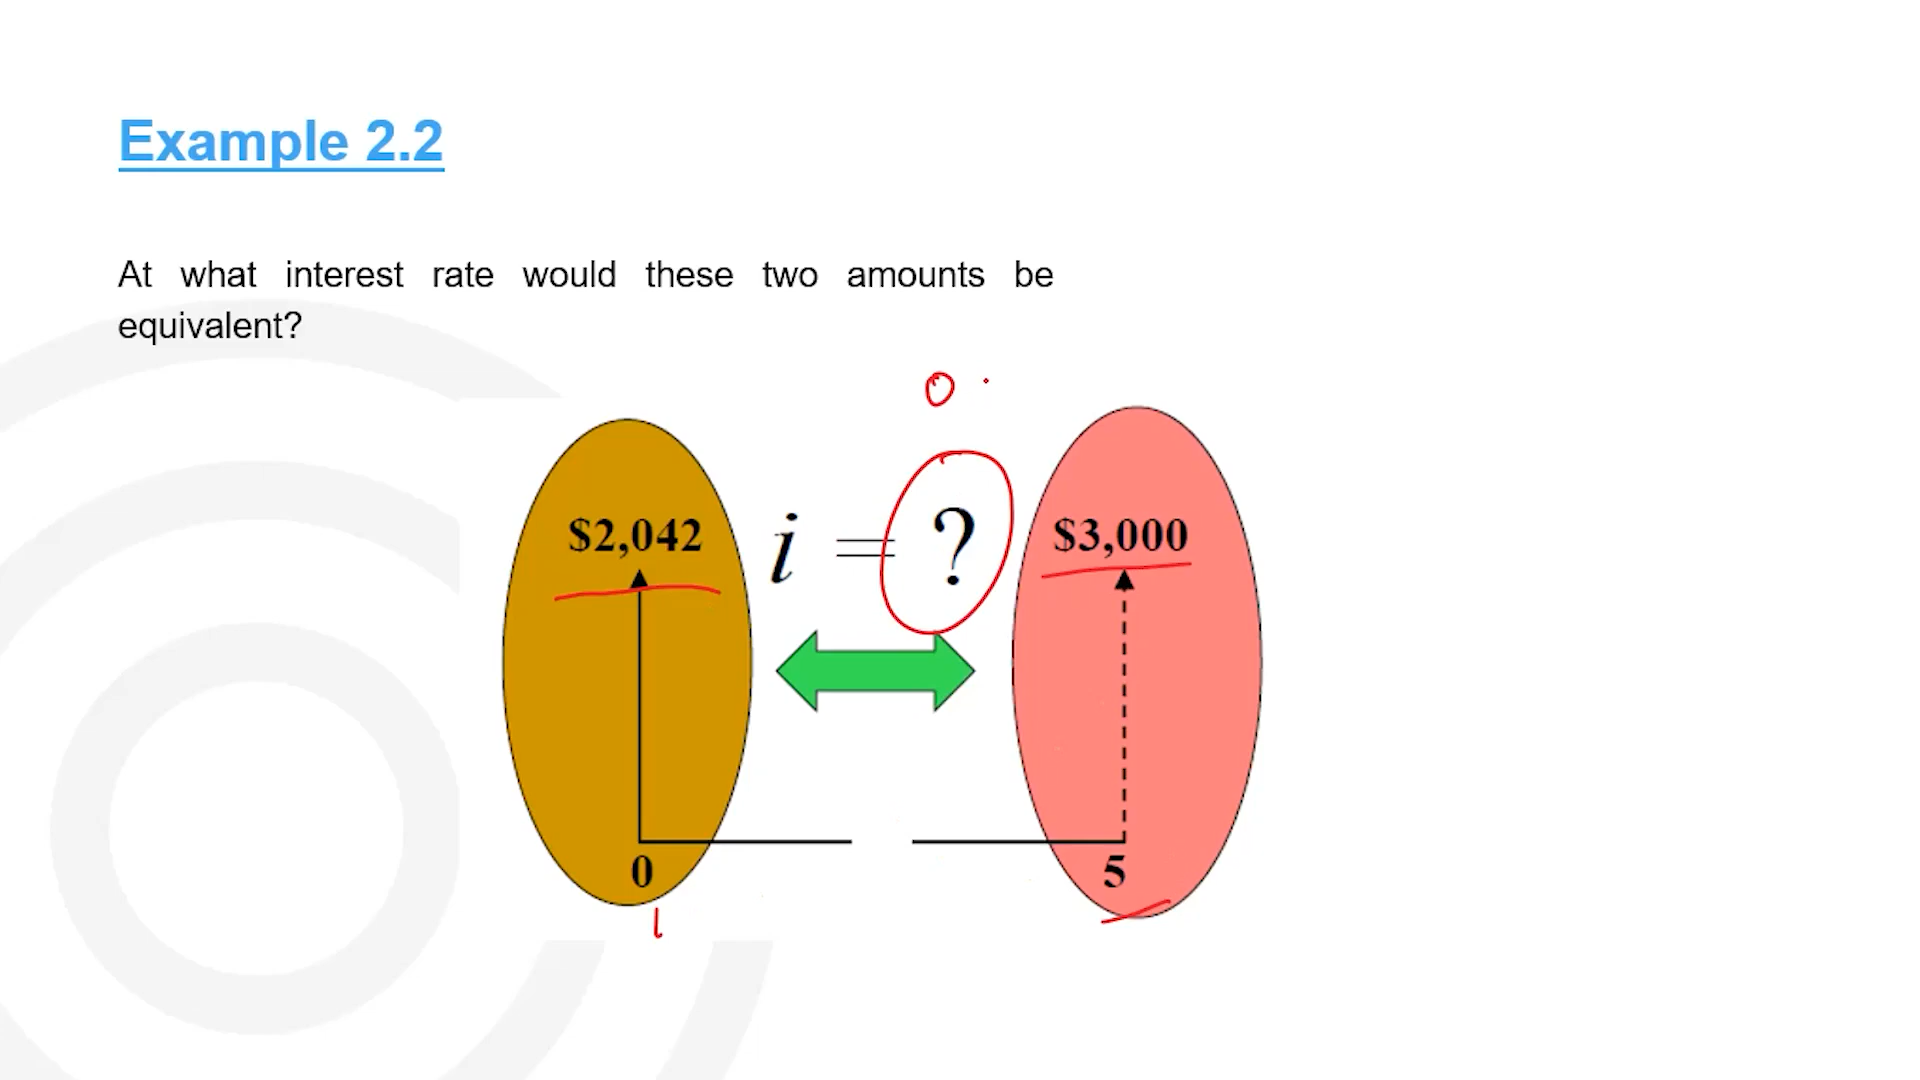 Example 2.2
At what interest rate would these two amounts be
equivalent?
0 .
$2,042 i = ? $3,000
0 5